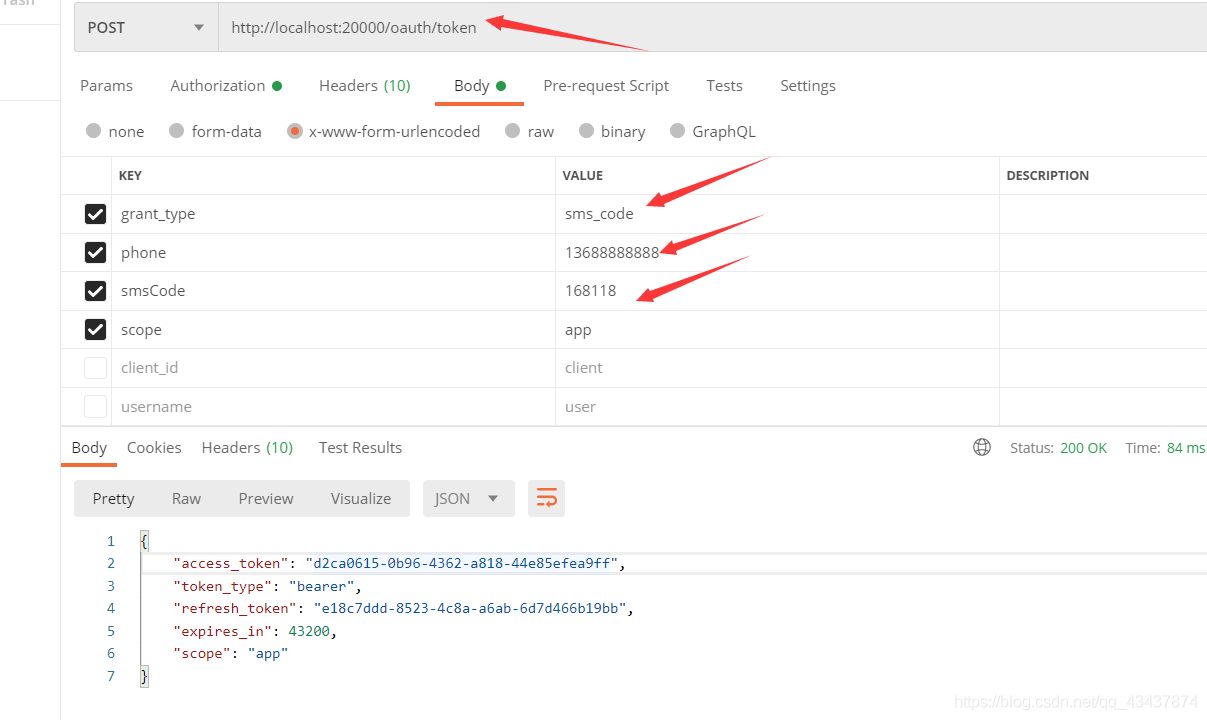 POST http://localhost:20000/oauth/token
Params Authorization Headers (10) Body Pre-request Script Tests Settings
none form-data x-www-form-urlencoded raw binary GraphQL
KEY VALUE DESCRIPTION
grant_type sms_code
phone 13688888888
smsCode 168118
scope app
client_id client
username user
Body Cookies Headers (10) Test Results Status: 200 OK Time: 84 ms
Pretty Raw Preview Visualize JSON
1 {
2 "access_token": "d2ca0615-0b96-4362-a818-44e85efea9ff",
3 "token_type": "bearer",
4 "refresh_token": "e18c7ddd-8523-4c8a-a6ab-6d7d466b19bb",
5 "expires_in": 43200,
6 "scope": "app"
7 }
https://blog.csdn.net/qq_43437874